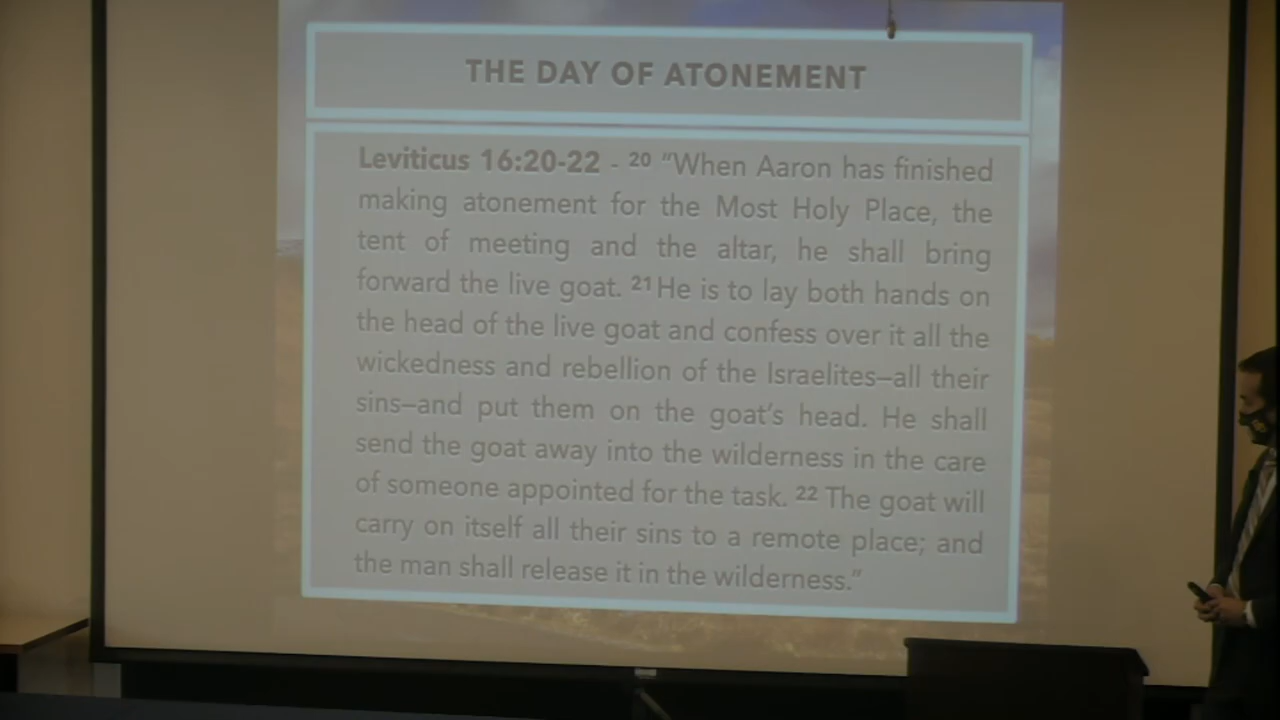 THE DAY OF ATONEMENT
Leviticus 16:20-22 - 20 “When Aaron has finished
making atonement for the Most Holy Place, the
tent of meeting and the altar, he shall bring
forward the live goat. 21 He is to lay both hands on
the head of the live goat and confess over it all the
wickedness and rebellion of the Israelites—all their
sins—and put them on the goat’s head. He shall
send the goat away into the wilderness in the care
of someone appointed for the task. 22 The goat will
carry on itself all their sins to a remote place; and
the man shall release it in the wilderness.”